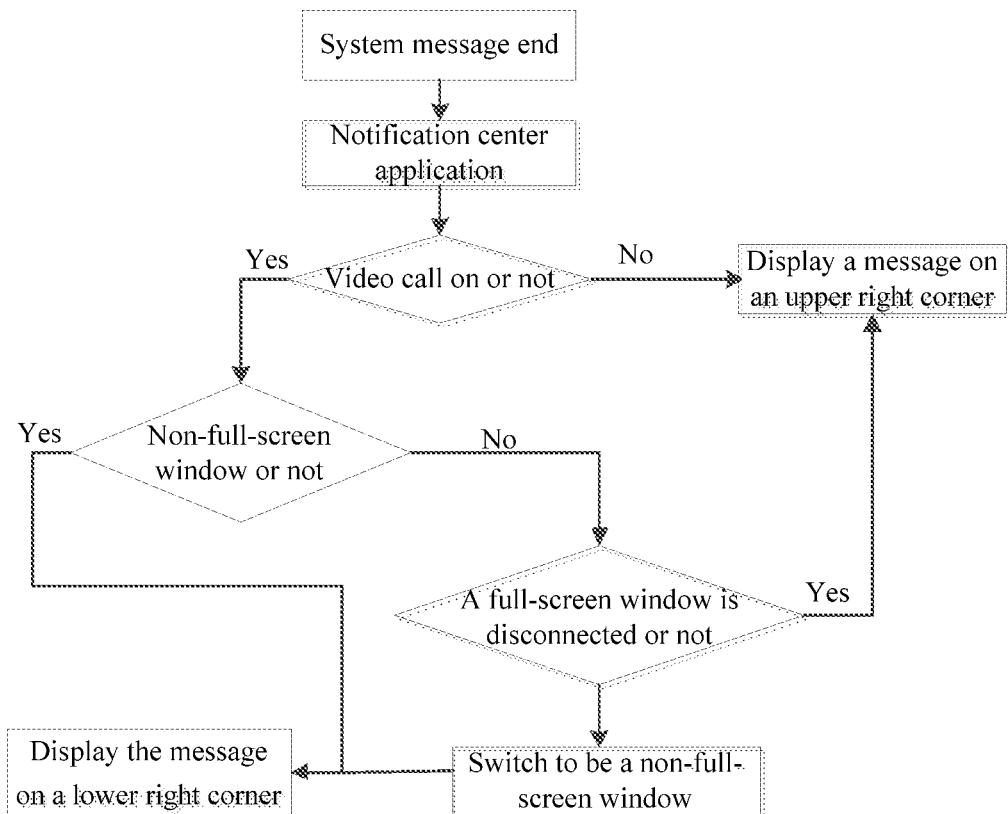 System message end
Notification center
application
Yes
Video call on or not
No
Display a message on
an upper right corner
Yes
Non-full-screen
window or not
No
A full-screen window is
disconnected or not
Yes
Display the message
on a lower right corner
Switch to be a non-full-
screen window